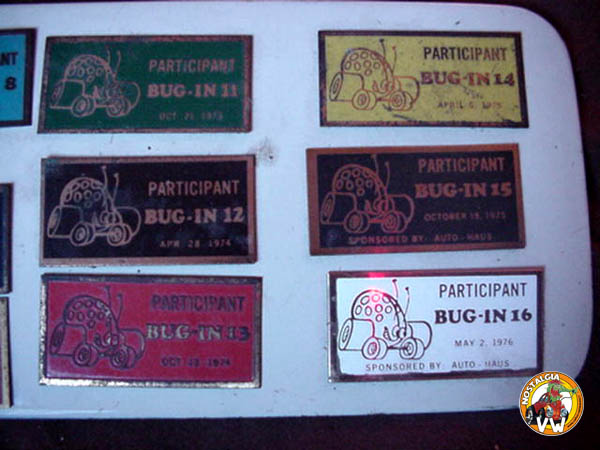 ANT
8
PARTICIPANT
BUG-IN 11
OCT. 21, 1973
PARTICIPANT
BUG-IN 12
APR. 28, 1974
PARTICIPANT
BUG-IN 13
OCT. 1974
PARTICIPANT
BUG-IN 14
APRIL 1975
PARTICIPANT
BUG-IN 15
OCTOBER 19, 1975
SPONSORED BY: AUTO-HAUS
PARTICIPANT
BUG-IN 16
MAY 2, 1976
SPONSORED BY: AUTO-HAUS
NOSTALGIA
VW